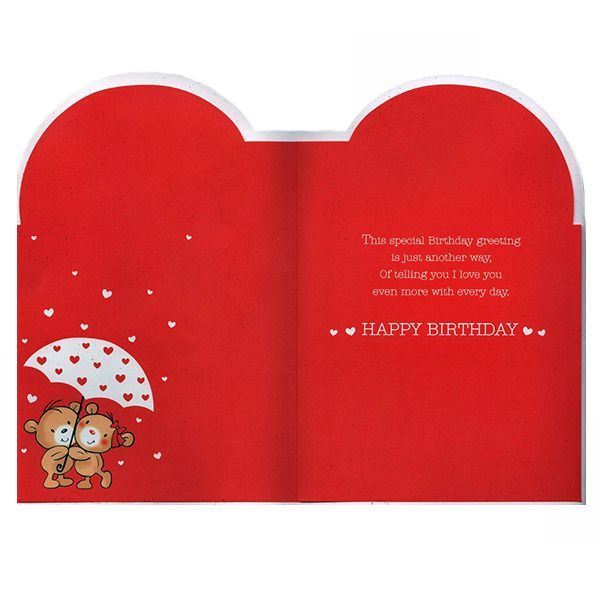 This special Birthday greeting
is just another way,
Of telling you I love you
even more with every day.
HAPPY BIRTHDAY